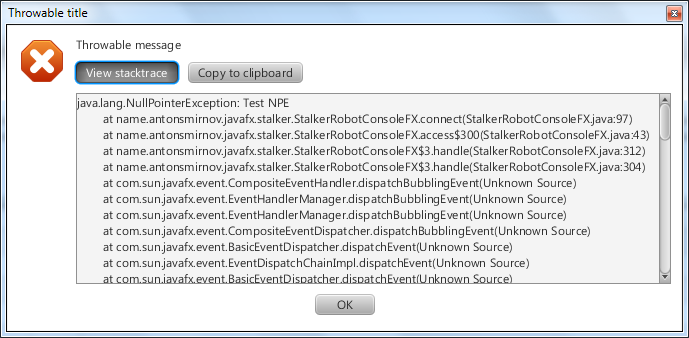 Throwable title
Throwable message
View stacktrace Copy to clipboard
java.lang.NullPointerException: Test NPE
at name.antonsmirnov.javafx.stalker.StalkerRobotConsoleFX.connect(StalkerRobotConsoleFX.java:97)
at name.antonsmirnov.javafx.stalker.StalkerRobotConsoleFX.access$300(StalkerRobotConsoleFX.java:43)
at name.antonsmirnov.javafx.stalker.StalkerRobotConsoleFX$3.handle(StalkerRobotConsoleFX.java:312)
at name.antonsmirnov.javafx.stalker.StalkerRobotConsoleFX$3.handle(StalkerRobotConsoleFX.java:304)
at com.sun.javafx.event.CompositeEventHandler.dispatchBubblingEvent(Unknown Source)
at com.sun.javafx.event.EventHandlerManager.dispatchBubblingEvent(Unknown Source)
at com.sun.javafx.event.EventHandlerManager.dispatchBubblingEvent(Unknown Source)
at com.sun.javafx.event.CompositeEventDispatcher.dispatchBubblingEvent(Unknown Source)
at com.sun.javafx.event.BasicEventDispatcher.dispatchEvent(Unknown Source)
at com.sun.javafx.event.EventDispatchChainImpl.dispatchEvent(Unknown Source)
at com.sun.javafx.event.BasicEventDispatcher.dispatchEvent(Unknown Source)
OK